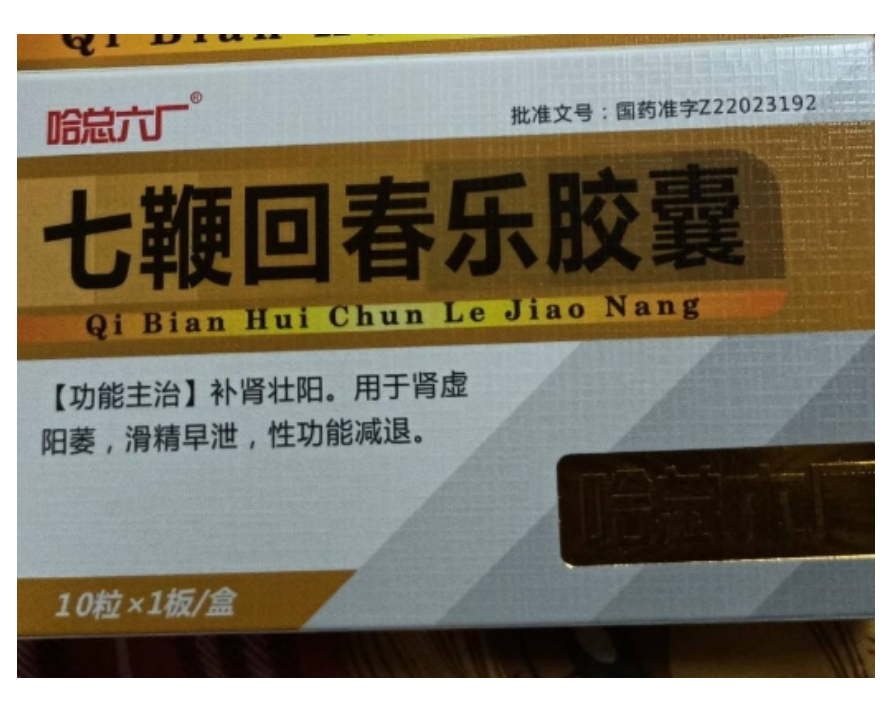 哈总六厂®
批准文号：国药准字Z22023192
七鞭回春乐胶囊
Qi Bian Hui Chun Le Jiao Nang
【功能主治】补肾壮阳。用于肾虚
阳萎，滑精早泄，性功能减退。
哈总六厂
10粒×1板/盒